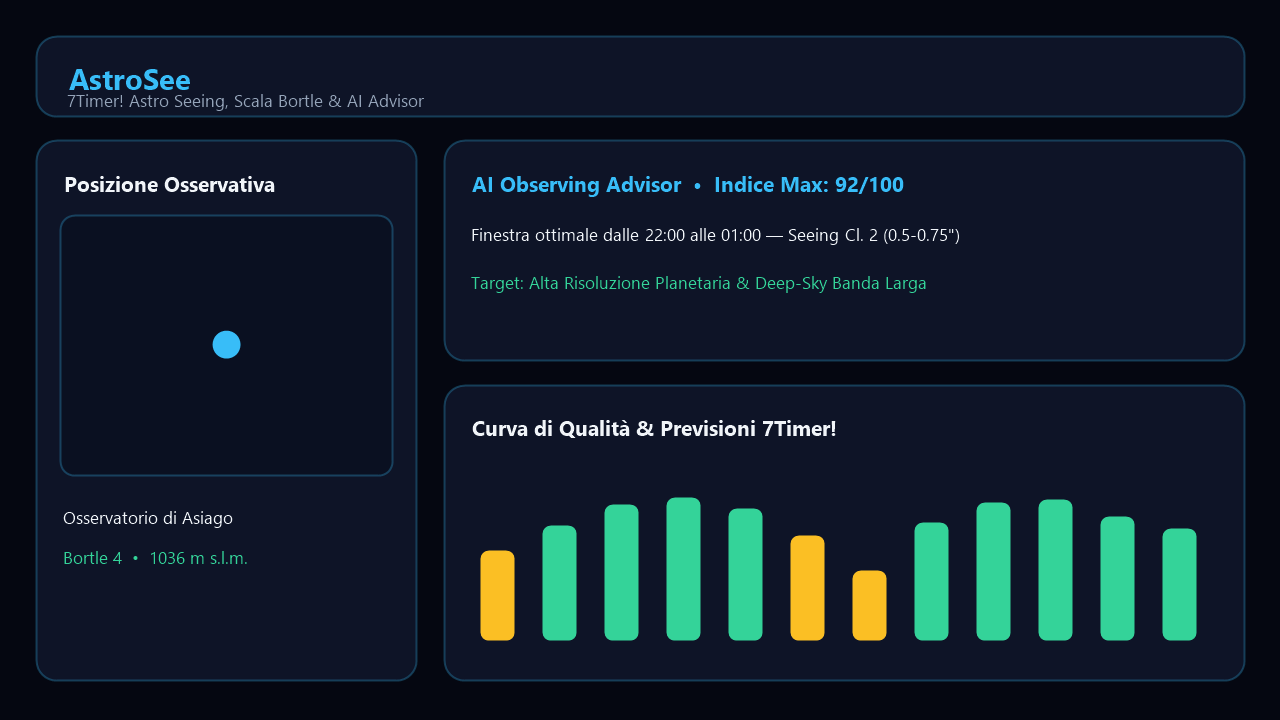 AstroSee
7Timer! Astro Seeing, Scala Bortle & AI Advisor
Posizione Osservativa
Osservatorio di Asiago
Bortle 4 • 1036 m s.l.m.
AI Observing Advisor • Indice Max: 92/100
Finestra ottimale dalle 22:00 alle 01:00 — Seeing Cl. 2 (0.5-0.75")
Target: Alta Risoluzione Planetaria & Deep-Sky Banda Larga
Curva di Qualità & Previsioni 7Timer!